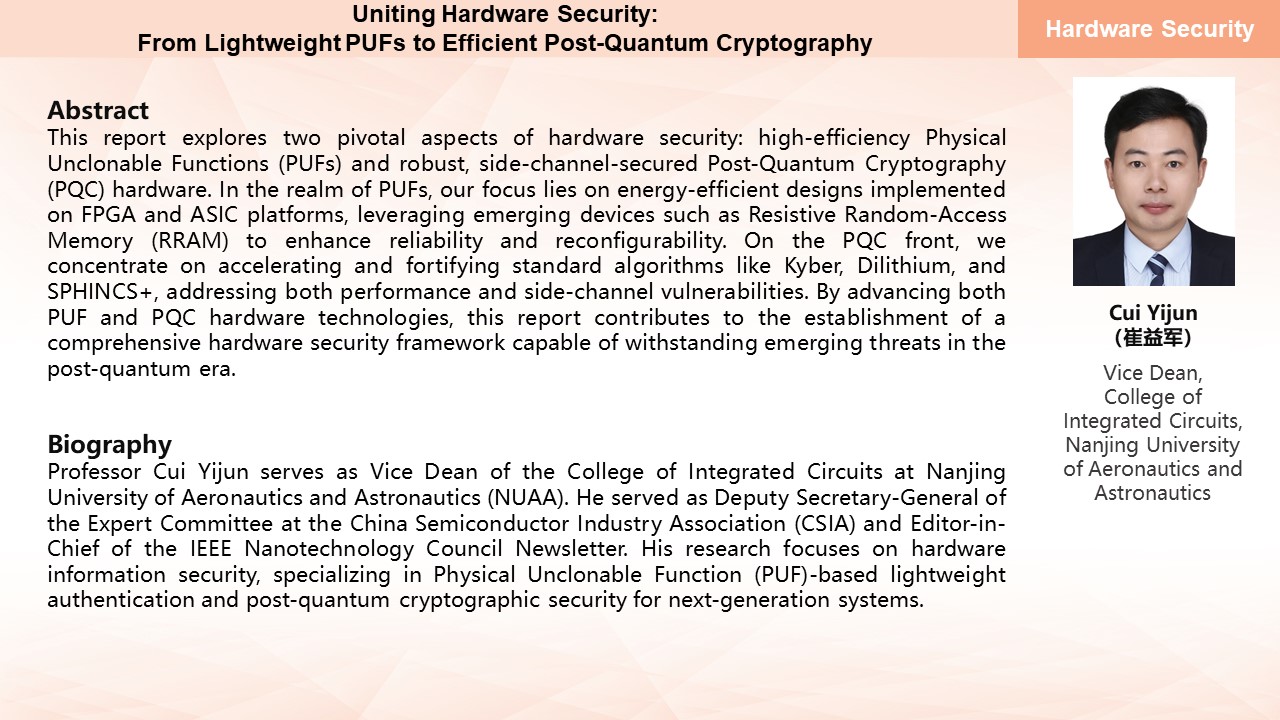 Uniting Hardware Security:
From Lightweight PUFs to Efficient Post-Quantum Cryptography
Hardware Security
Abstract
This report explores two pivotal aspects of hardware security: high-efficiency Physical
Unclonable Functions (PUFs) and robust, side-channel-secured Post-Quantum Cryptography
(PQC) hardware. In the realm of PUFs, our focus lies on energy-efficient designs implemented
on FPGA and ASIC platforms, leveraging emerging devices such as Resistive Random-Access
Memory (RRAM) to enhance reliability and reconfigurability. On the PQC front, we
concentrate on accelerating and fortifying standard algorithms like Kyber, Dilithium, and
SPHINCS+, addressing both performance and side-channel vulnerabilities. By advancing both
PUF and PQC hardware technologies, this report contributes to the establishment of a
comprehensive hardware security framework capable of withstanding emerging threats in the
post-quantum era.
Biography
Professor Cui Yijun serves as Vice Dean of the College of Integrated Circuits at Nanjing
University of Aeronautics and Astronautics (NUAA). He served as Deputy Secretary-General of
the Expert Committee at the China Semiconductor Industry Association (CSIA) and Editor-in-
Chief of the IEEE Nanotechnology Council Newsletter. His research focuses on hardware
information security, specializing in Physical Unclonable Function (PUF)-based lightweight
authentication and post-quantum cryptographic security for next-generation systems.
Cui Yijun
（崔益军）
Vice Dean,
College of
Integrated Circuits,
Nanjing University
of Aeronautics and
Astronautics